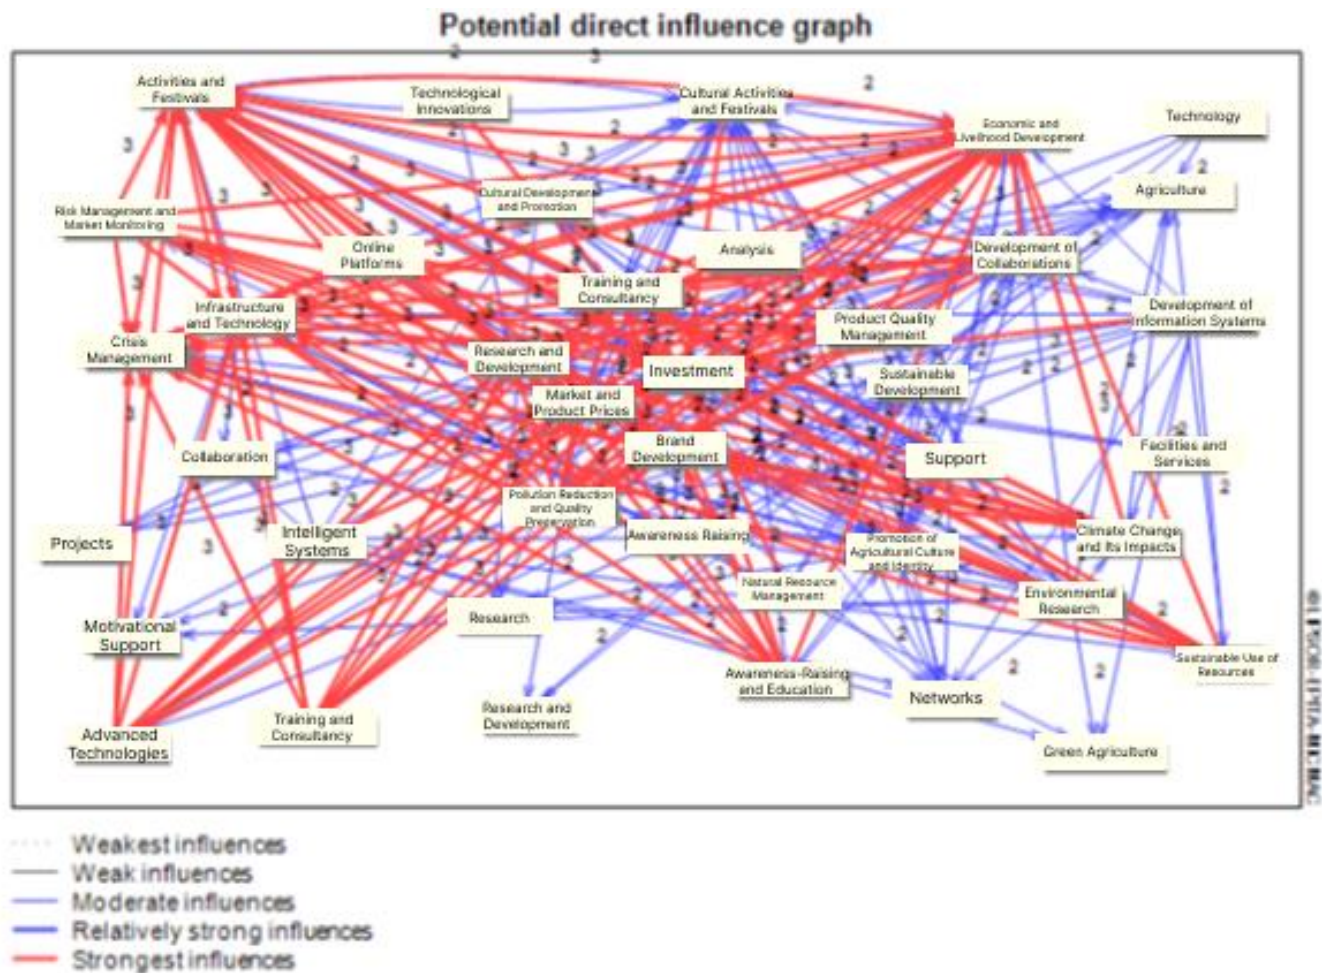 Potential direct influence graph
Activities and
Festivals
Technological
Innovations
Cultural Activities
and Festivals
Economic and
Livelihood Development
Technology
Agriculture
Risk Management and
Market Monitoring
Cultural Development
and Promotion
Online
Platforms
Analysis
Development of
Collaborations
Training and
Consultancy
Infrastructure
and Technology
Product Quality
Management
Development of
Information Systems
Crisis
Management
Research and
Development
Investment
Sustainable
Development
Market and
Product Prices
Brand
Development
Collaboration
Support
Facilities and
Services
Pollution Reduction
and Quality
Preservation
Projects
Intelligent
Systems
Awareness Raising
Promotion of
Agricultural Culture
and Identity
Climate Change
and Its Impacts
Natural Resource
Management
Environmental
Research
Research
Motivational
Support
Sustainable Use of
Resources
Awareness-Raising
and Education
Networks
Research and
Development
Training and
Consultancy
Advanced
Technologies
Green Agriculture
Weakest influences
Weak influences
Moderate influences
Relatively strong influences
Strongest influences